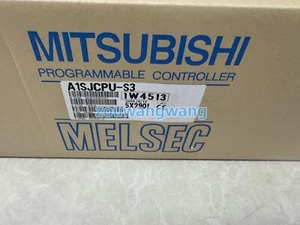 MITSUBISHI
PROGRAMMABLE CONTROLLER
A1SJCPU-S3
1W4513
5X2901
MELSEC